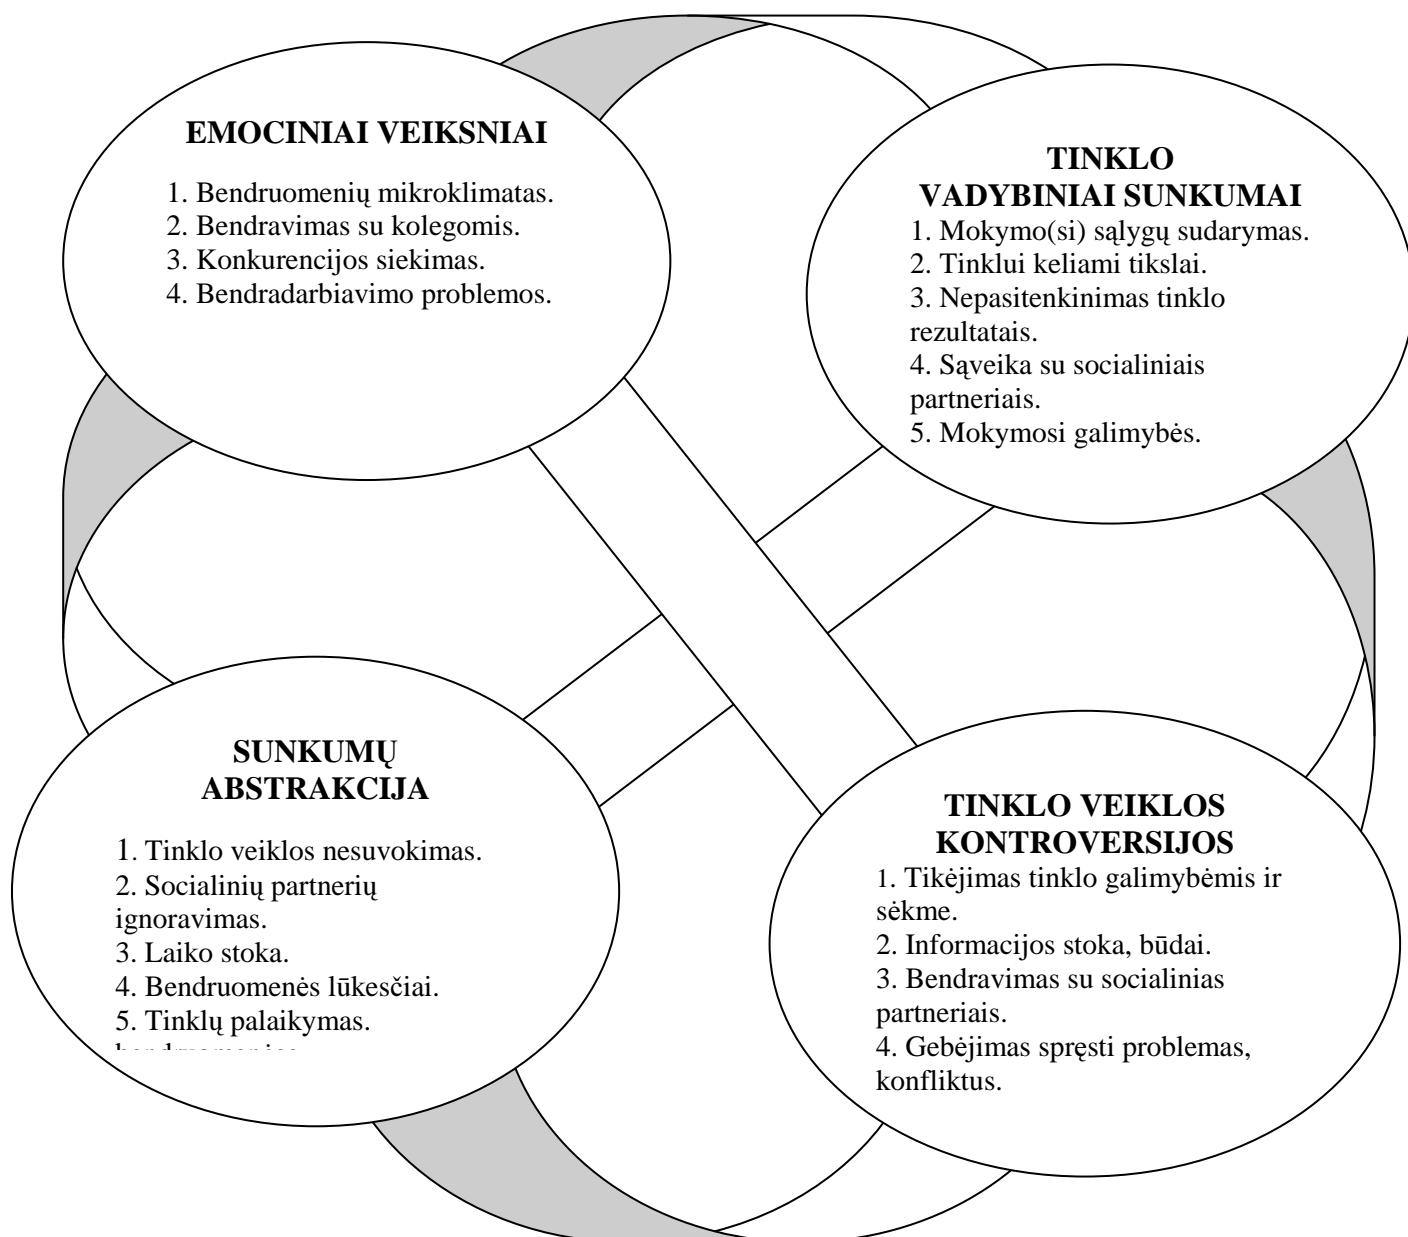 EMOCINIAI VEIKSNIAI
1. Bendruomenių mikroklimatas.
2. Bendravimas su kolegomis.
3. Konkurencijos siekimas.
4. Bendradarbiavimo problemos.
TINKLO
VADYBINIAI SUNKUMAI
1. Mokymo(si) sąlygų sudarymas.
2. Tinklui keliami tikslai.
3. Nepasitenkinimas tinklo
rezultatais.
4. Sąveika su socialiniais
partneriais.
5. Mokymosi galimybės.
SUNKUMŲ
ABSTRAKCIJA
1. Tinklo veiklos nesuvokimas.
2. Socialinių partnerių
ignoravimas.
3. Laiko stoka.
4. Bendruomenės lūkesčiai.
5. Tinklų palaikymas.
TINKLO VEIKLOS
KONTROVERSIJOS
1. Tikėjimas tinklo galimybėmis ir
sėkme.
2. Informacijos stoka, būdai.
3. Bendravimas su socialinias
partneriais.
4. Gebėjimas spręsti problemas,
konfliktus.